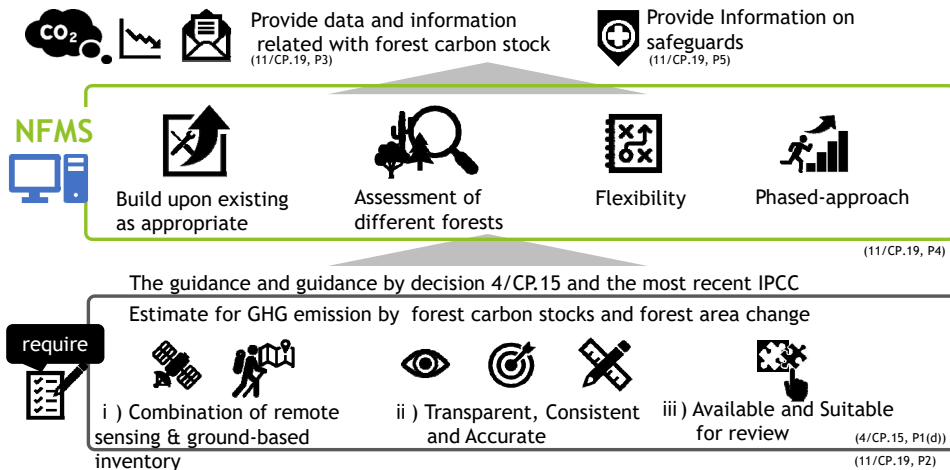 CO₂
Provide data and information
related with forest carbon stock
(11/CP.19, P3)
Provide Information on
safeguards
(11/CP.19, P5)
NFMS
Build upon existing
as appropriate
Assessment of
different forests
Flexibility
Phased-approach
(11/CP.19, P4)
The guidance and guidance by decision 4/CP.15 and the most recent IPCC
Estimate for GHG emission by forest carbon stocks and forest area change
require
i ) Combination of remote
sensing & ground-based
inventory
ii ) Transparent, Consistent
and Accurate
iii ) Available and Suitable
for review
(4/CP.15, P1(d))
(11/CP.19, P2)